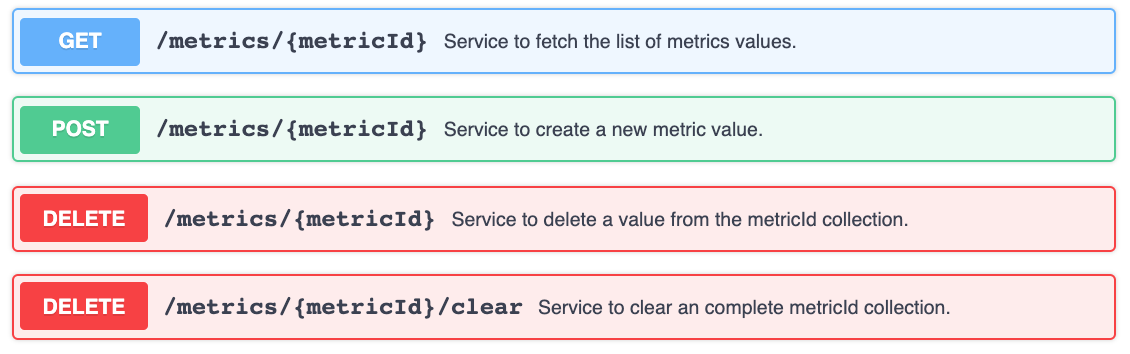 GET /metrics/{metricId} Service to fetch the list of metrics values.
POST /metrics/{metricId} Service to create a new metric value.
DELETE /metrics/{metricId} Service to delete a value from the metricId collection.
DELETE /metrics/{metricId}/clear Service to clear an complete metricId collection.